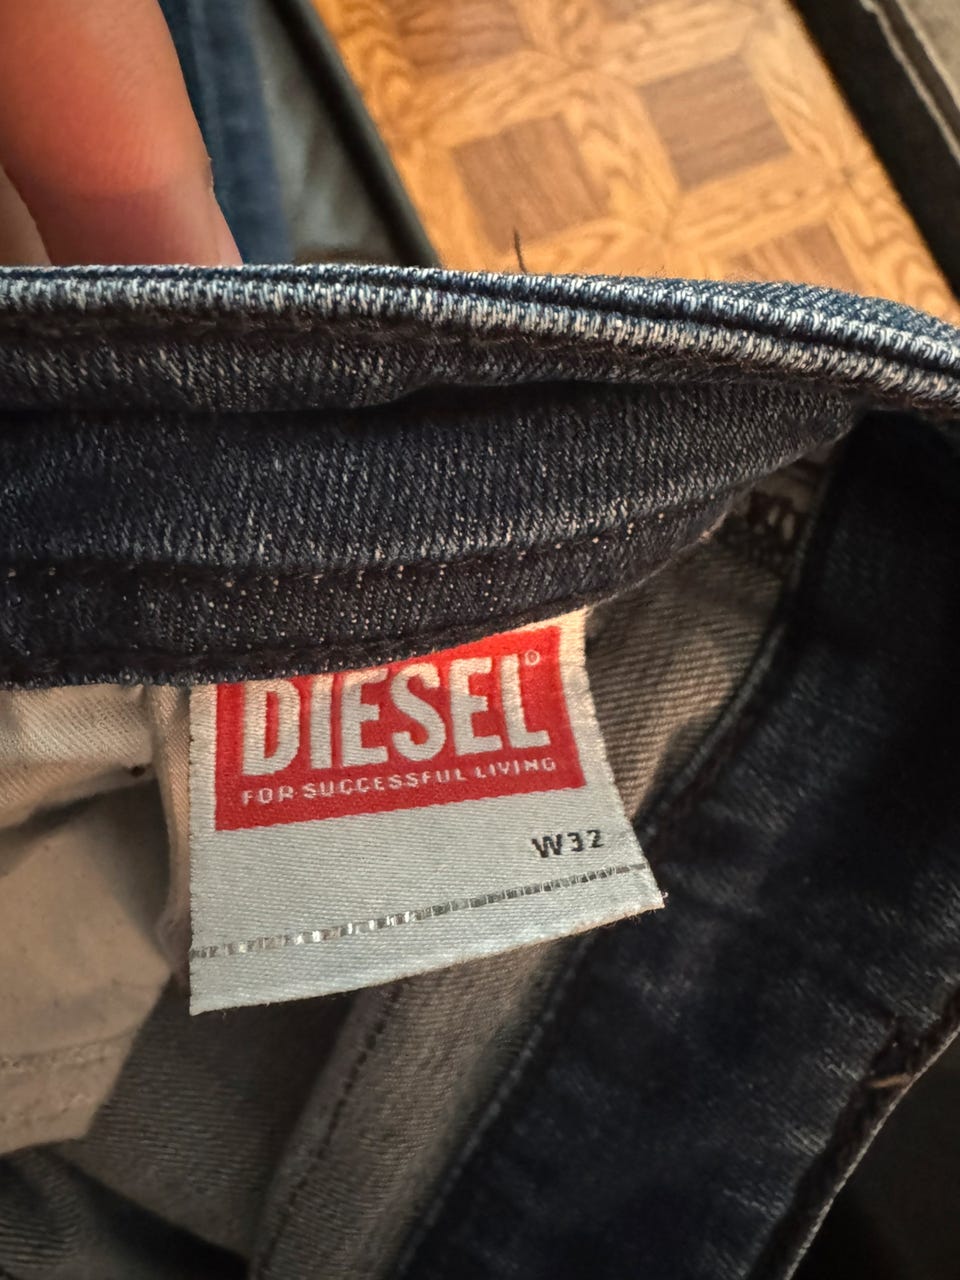 DIESEL°
FOR SUCCESSFUL LIVING
W32